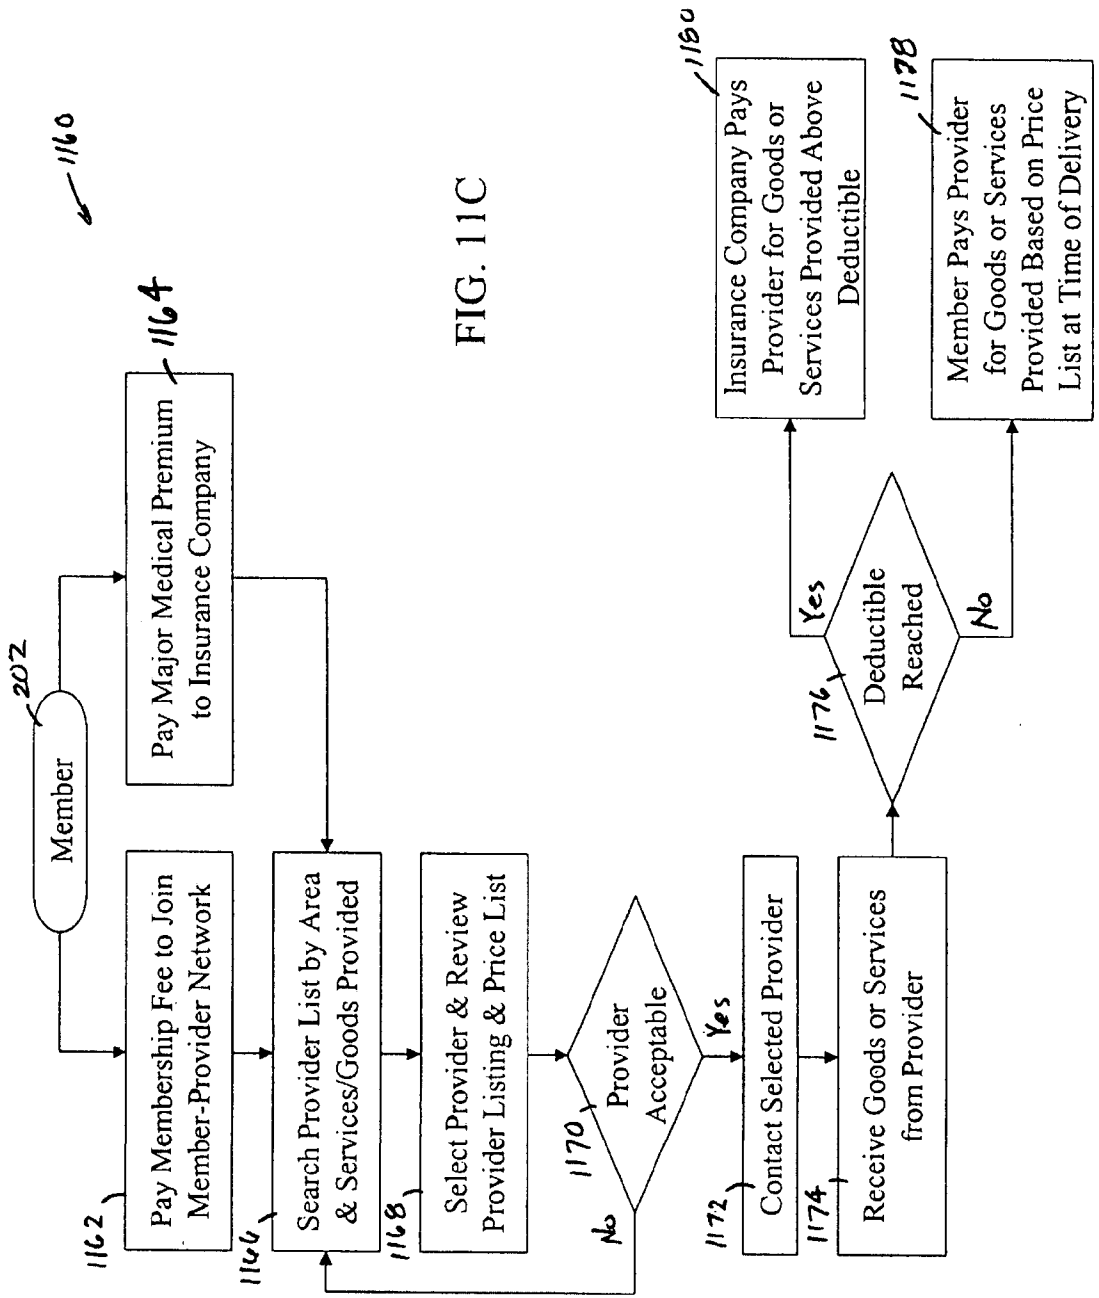 1160
202
Member
Pay Membership Fee to Join
Member-Provider Network
1162
Pay Major Medical Premium
to Insurance Company
1164
Search Provider List by Area
& Services/Goods Provided
1166
Select Provider & Review
Provider Listing & Price List
1168
Provider
Acceptable
1170
No
Yes
Contact Selected Provider
1172
Receive Goods or Services
from Provider
1174
Deductible
Reached
1176
Yes
No
Insurance Company Pays
Provider for Goods or
Services Provided Above
Deductible
1180
Member Pays Provider
for Goods or Services
Provided Based on Price
List at Time of Delivery
1178
FIG. 11C